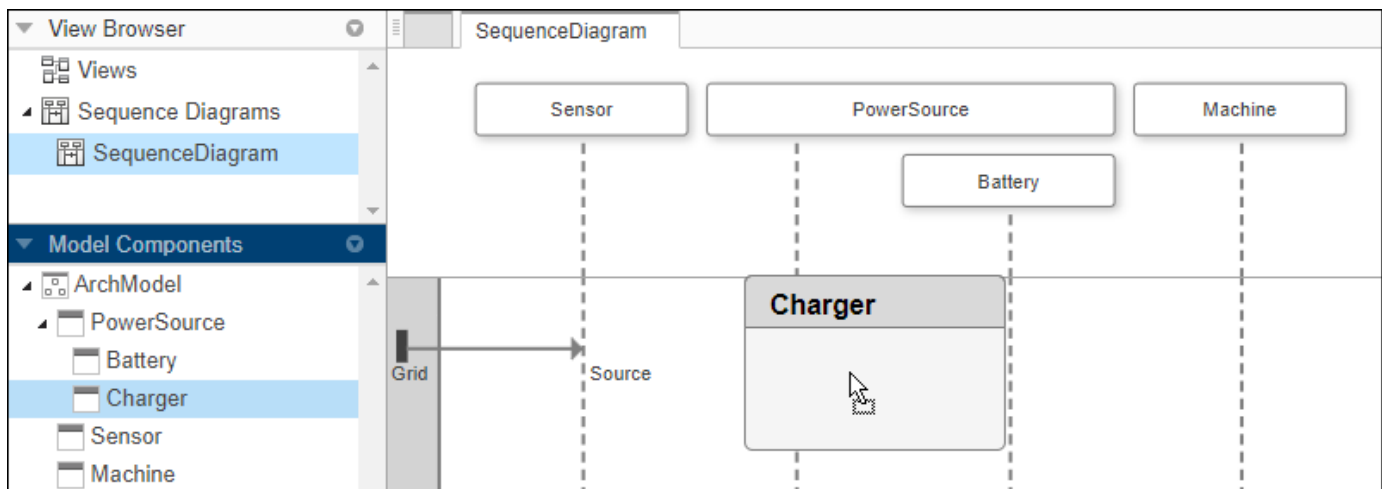 View Browser
Views
Sequence Diagrams
SequenceDiagram
Model Components
ArchModel
PowerSource
Battery
Charger
Sensor
Machine
SequenceDiagram
Sensor
PowerSource
Machine
Battery
Charger
Grid
Source